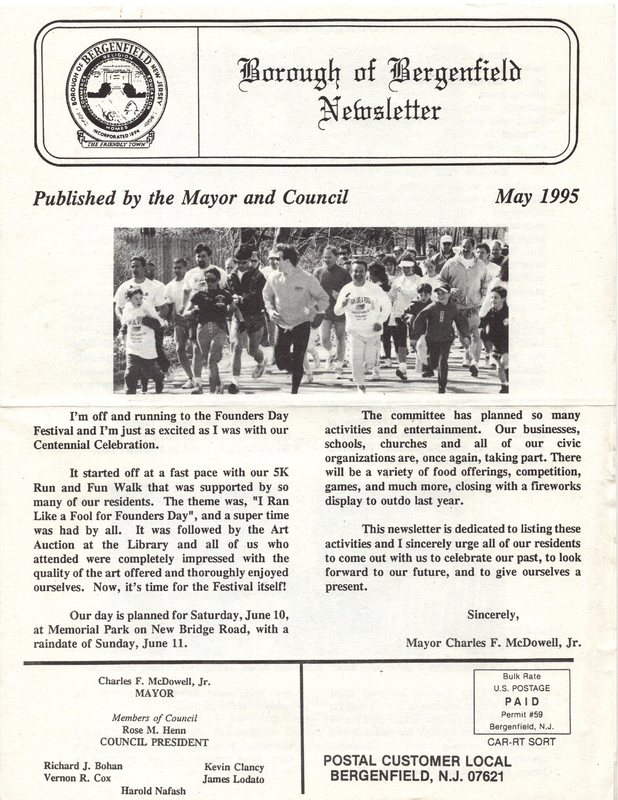 BOROUGH OF BERGENFIELD NEW JERSEY
RELIGION
EDUCATION
HOMES
INCORPORATED 1894
THE FRIENDLY TOWN
Borough of Bergenfield
Newsletter
Published by the Mayor and Council
May 1995
I'm off and running to the Founders Day
Festival and I'm just as excited as I was with our
Centennial Celebration.
It started off at a fast pace with our 5K
Run and Fun Walk that was supported by so
many of our residents. The theme was, "I Ran
Like a Fool for Founders Day", and a super time
was had by all. It was followed by the Art
Auction at the Library and all of us who
attended were completely impressed with the
quality of the art offered and thoroughly enjoyed
ourselves. Now, it's time for the Festival itself!
Our day is planned for Saturday, June 10,
at Memorial Park on New Bridge Road, with a
raindate of Sunday, June 11.
The committee has planned so many
activities and entertainment. Our businesses,
schools, churches and all of our civic
organizations are, once again, taking part. There
will be a variety of food offerings, competition,
games, and much more, closing with a fireworks
display to outdo last year.
This newsletter is dedicated to listing these
activities and I sincerely urge all of our residents
to come out with us to celebrate our past, to look
forward to our future, and to give ourselves a
present.
Sincerely,
Mayor Charles F. McDowell, Jr.
Charles F. McDowell, Jr.
MAYOR
Members of Council
Rose M. Henn
COUNCIL PRESIDENT
Richard J. Bohan
Kevin Clancy
Vernon R. Cox
James Lodato
Harold Nafash
Bulk Rate
U.S. POSTAGE
PAID
Permit #59
Bergenfield, N.J.
CAR-RT SORT
POSTAL CUSTOMER LOCAL
BERGENFIELD, N.J. 07621